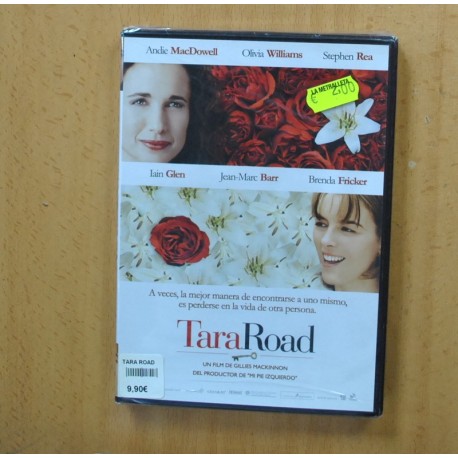 Andie MacDowell Olivia Williams Stephen Rea
LA METRALLETA
€ 2,00
Iain Glen Jean-Marc Barr Brenda Fricker
A veces, la mejor manera de encontrarse a uno mismo,
es perderse en la vida de otra persona.
Tara Road
UN FILM DE GILLIES MACKINNON
DEL PRODUCTOR DE "MI PIE IZQUIERDO"
TARA ROAD
9,90€